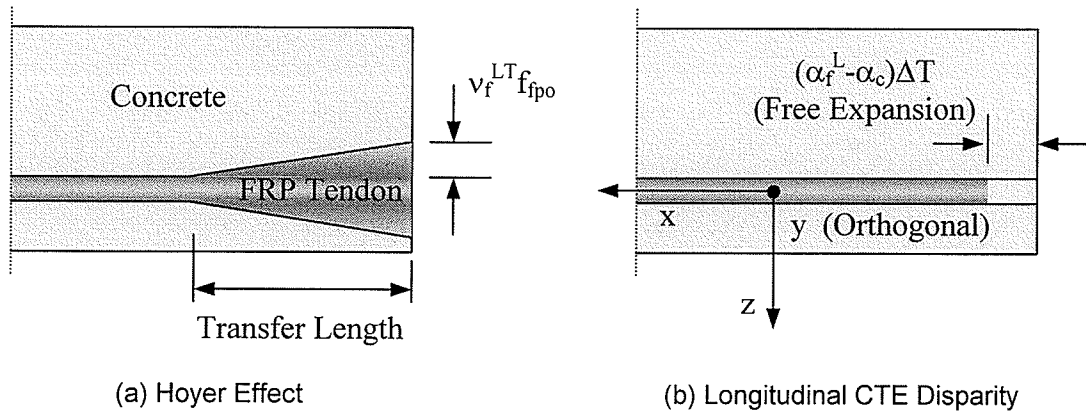 Concrete
ν_f^LT f_fpo
FRP Tendon
Transfer Length
(a) Hoyer Effect
(α_f^L-α_c)ΔT
(Free Expansion)
x
y (Orthogonal)
z
(b) Longitudinal CTE Disparity